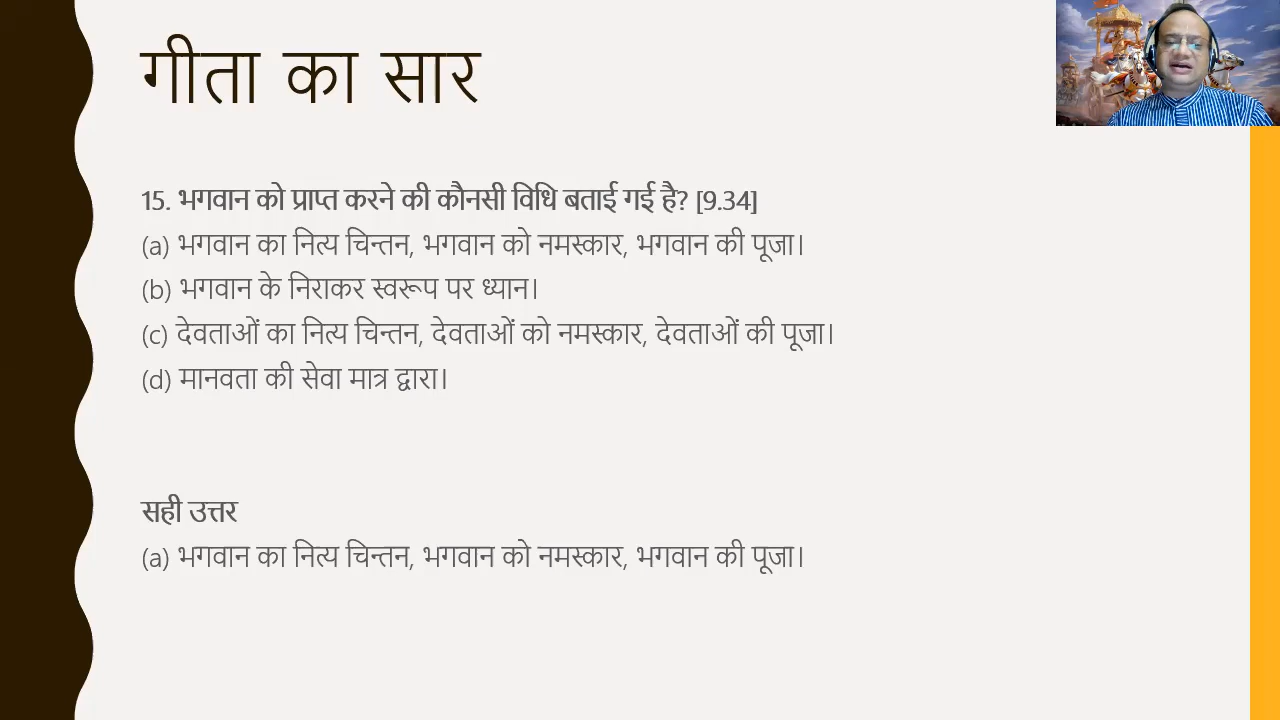 गीता का सार
15. भगवान को प्राप्त करने की कौनसी विधि बताई गई है? [9.34]
(a) भगवान का नित्य चिन्तन, भगवान को नमस्कार, भगवान की पूजा।
(b) भगवान के निराकर स्वरूप पर ध्यान।
(c) देवताओं का नित्य चिन्तन, देवताओं को नमस्कार, देवताओं की पूजा।
(d) मानवता की सेवा मात्र द्वारा।
सही उत्तर
(a) भगवान का नित्य चिन्तन, भगवान को नमस्कार, भगवान की पूजा।